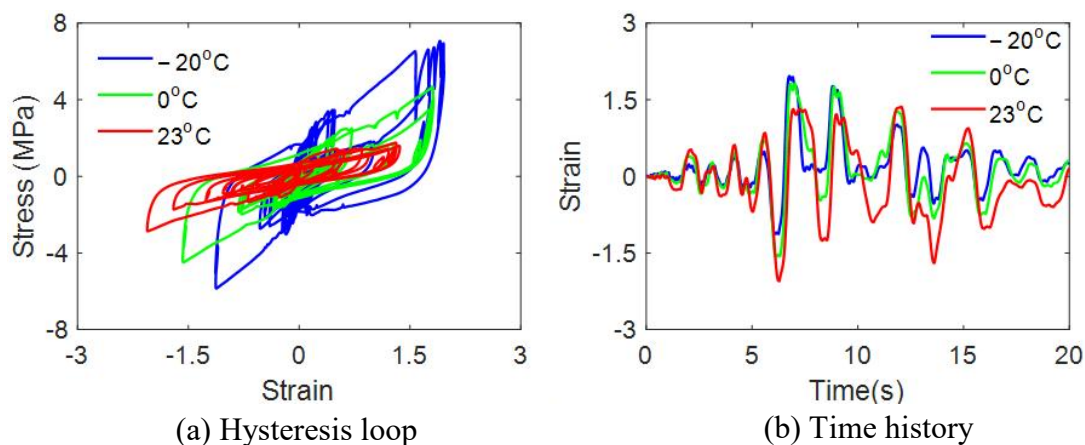 8
4
0
-4
-8
Stress (MPa)
– 20°C
0°C
23°C
-3
-1.5
0
1.5
3
Strain
(a) Hysteresis loop
3
1.5
0
-1.5
-3
Strain
– 20°C
0°C
23°C
0
5
10
15
20
Time(s)
(b) Time history